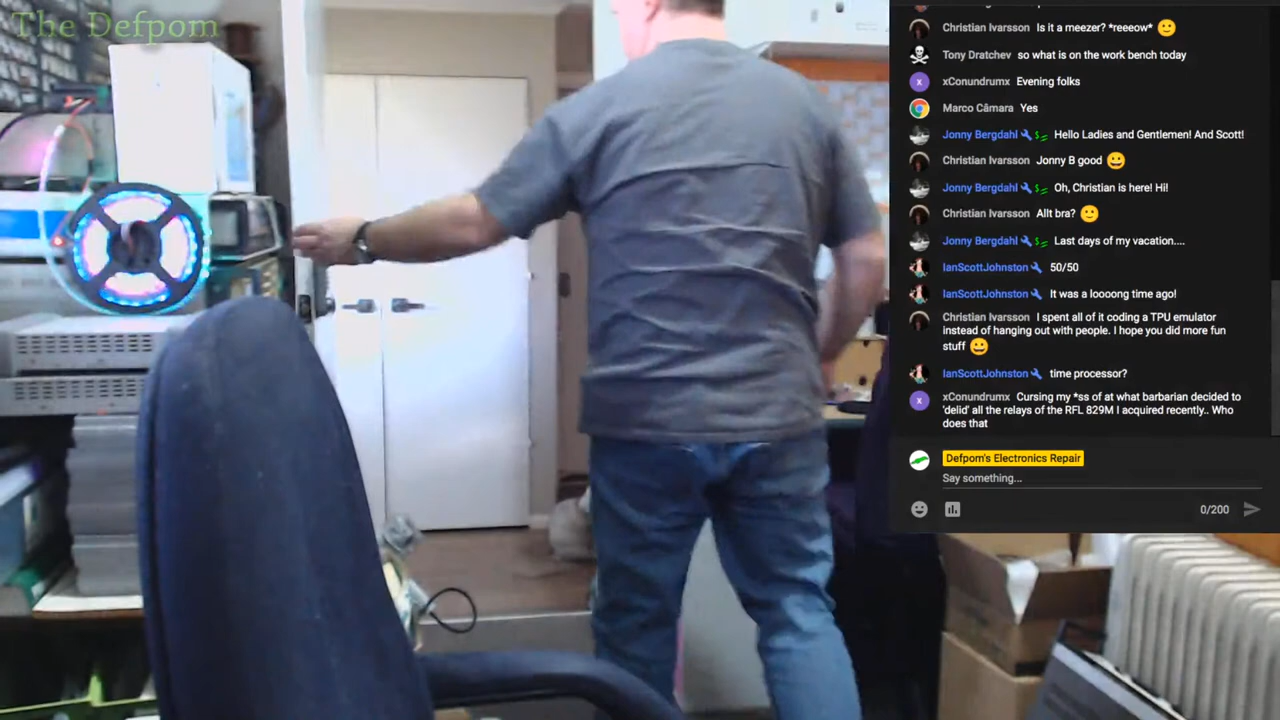 The Defpom
Christian Ivarsson Is it a meezer? *reeeow* 🙂
Tony Dratchev so what is on the work bench today
X xConundrumx Evening folks
Marco Câmara Yes
Jonny Bergdahl Hello Ladies and Gentlemen! And Scott!
Christian Ivarsson Jonny B good 😀
Jonny Bergdahl Oh, Christian is here! Hi!
Christian Ivarsson Allt bra? 🙂
Jonny Bergdahl Last days of my vacation....
IanScottJohnston 50/50
IanScottJohnston It was a loooong time ago!
Christian Ivarsson I spent all of it coding a TPU emulator
instead of hanging out with people. I hope you did more fun
stuff 😀
IanScottJohnston time processor?
X xConundrumx Cursing my *ss of at what barbarian decided to
'delid' all the relays of the RFL 829M I acquired recently.. Who
does that
Defpom's Electronics Repair
Say something...
0/200